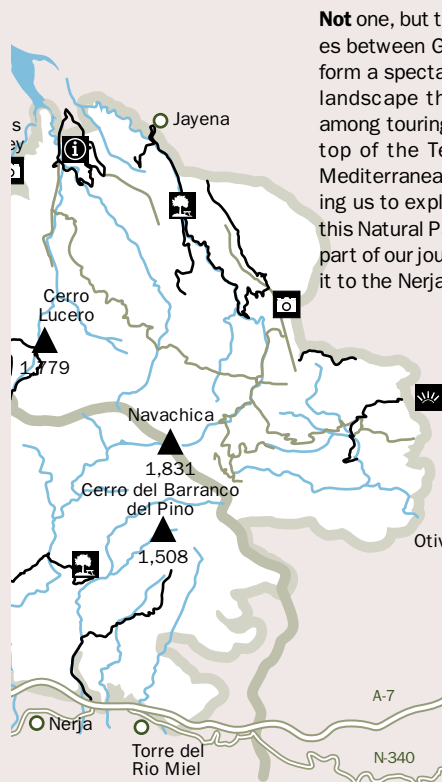 Not one, but t
es between G
form a specta
landscape th
among touring
top of the Te
Mediterranea
ing us to expl
this Natural P
part of our jou
it to the Nerja
Jayena
s
ey
Cerro
Lucero
1,779
Navachica
1,831
Cerro del Barranco
del Pino
1,508
Otiv
A-7
Nerja
Torre del
Rio Miel
N-340